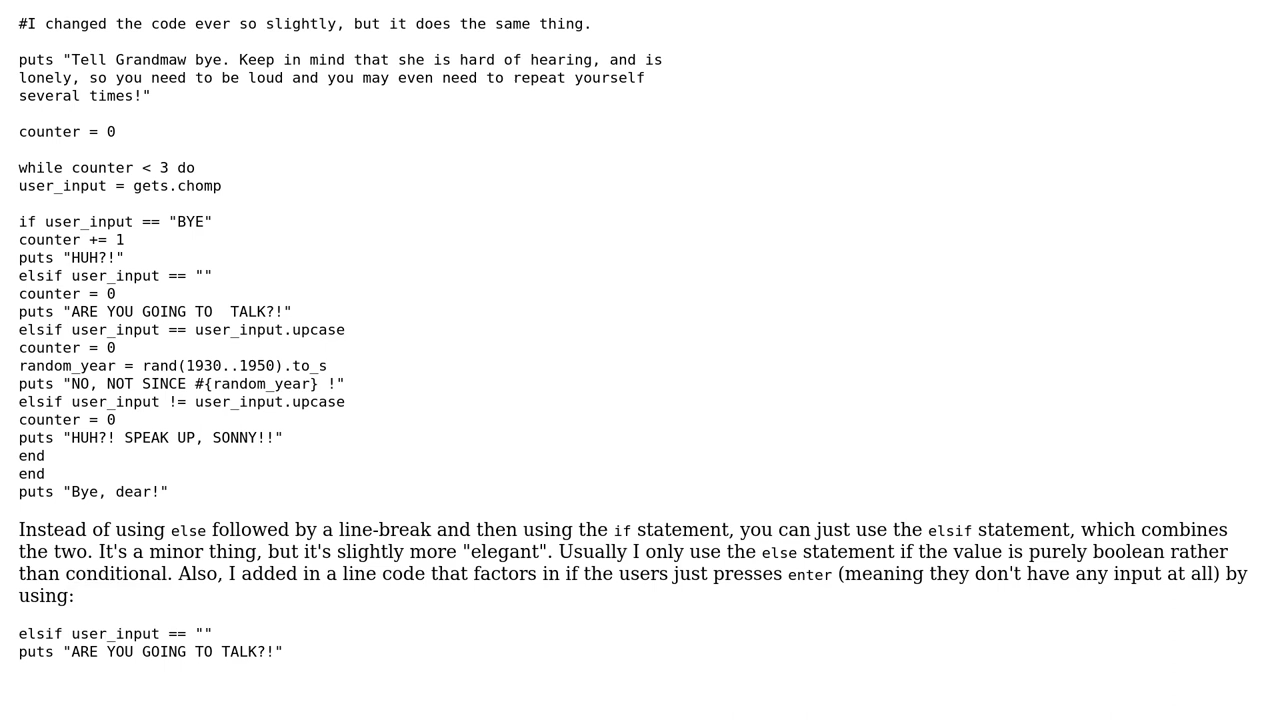 #I changed the code ever so slightly, but it does the same thing.
puts "Tell Grandmaw bye. Keep in mind that she is hard of hearing, and is
lonely, so you need to be loud and you may even need to repeat yourself
several times!"
counter = 0
while counter < 3 do
user_input = gets.chomp
if user_input == "BYE"
counter += 1
puts "HUH?!"
elsif user_input == ""
counter = 0
puts "ARE YOU GOING TO  TALK?!"
elsif user_input == user_input.upcase
counter = 0
random_year = rand(1930..1950).to_s
puts "NO, NOT SINCE #{random_year} !"
elsif user_input != user_input.upcase
counter = 0
puts "HUH?! SPEAK UP, SONNY!!"
end
end
puts "Bye, dear!"
Instead of using else followed by a line-break and then using the if statement, you can just use the elsif statement, which combines
the two. It's a minor thing, but it's slightly more "elegant". Usually I only use the else statement if the value is purely boolean rather
than conditional. Also, I added in a line code that factors in if the users just presses enter (meaning they don't have any input at all) by
using:
elsif user_input == ""
puts "ARE YOU GOING TO TALK?!"